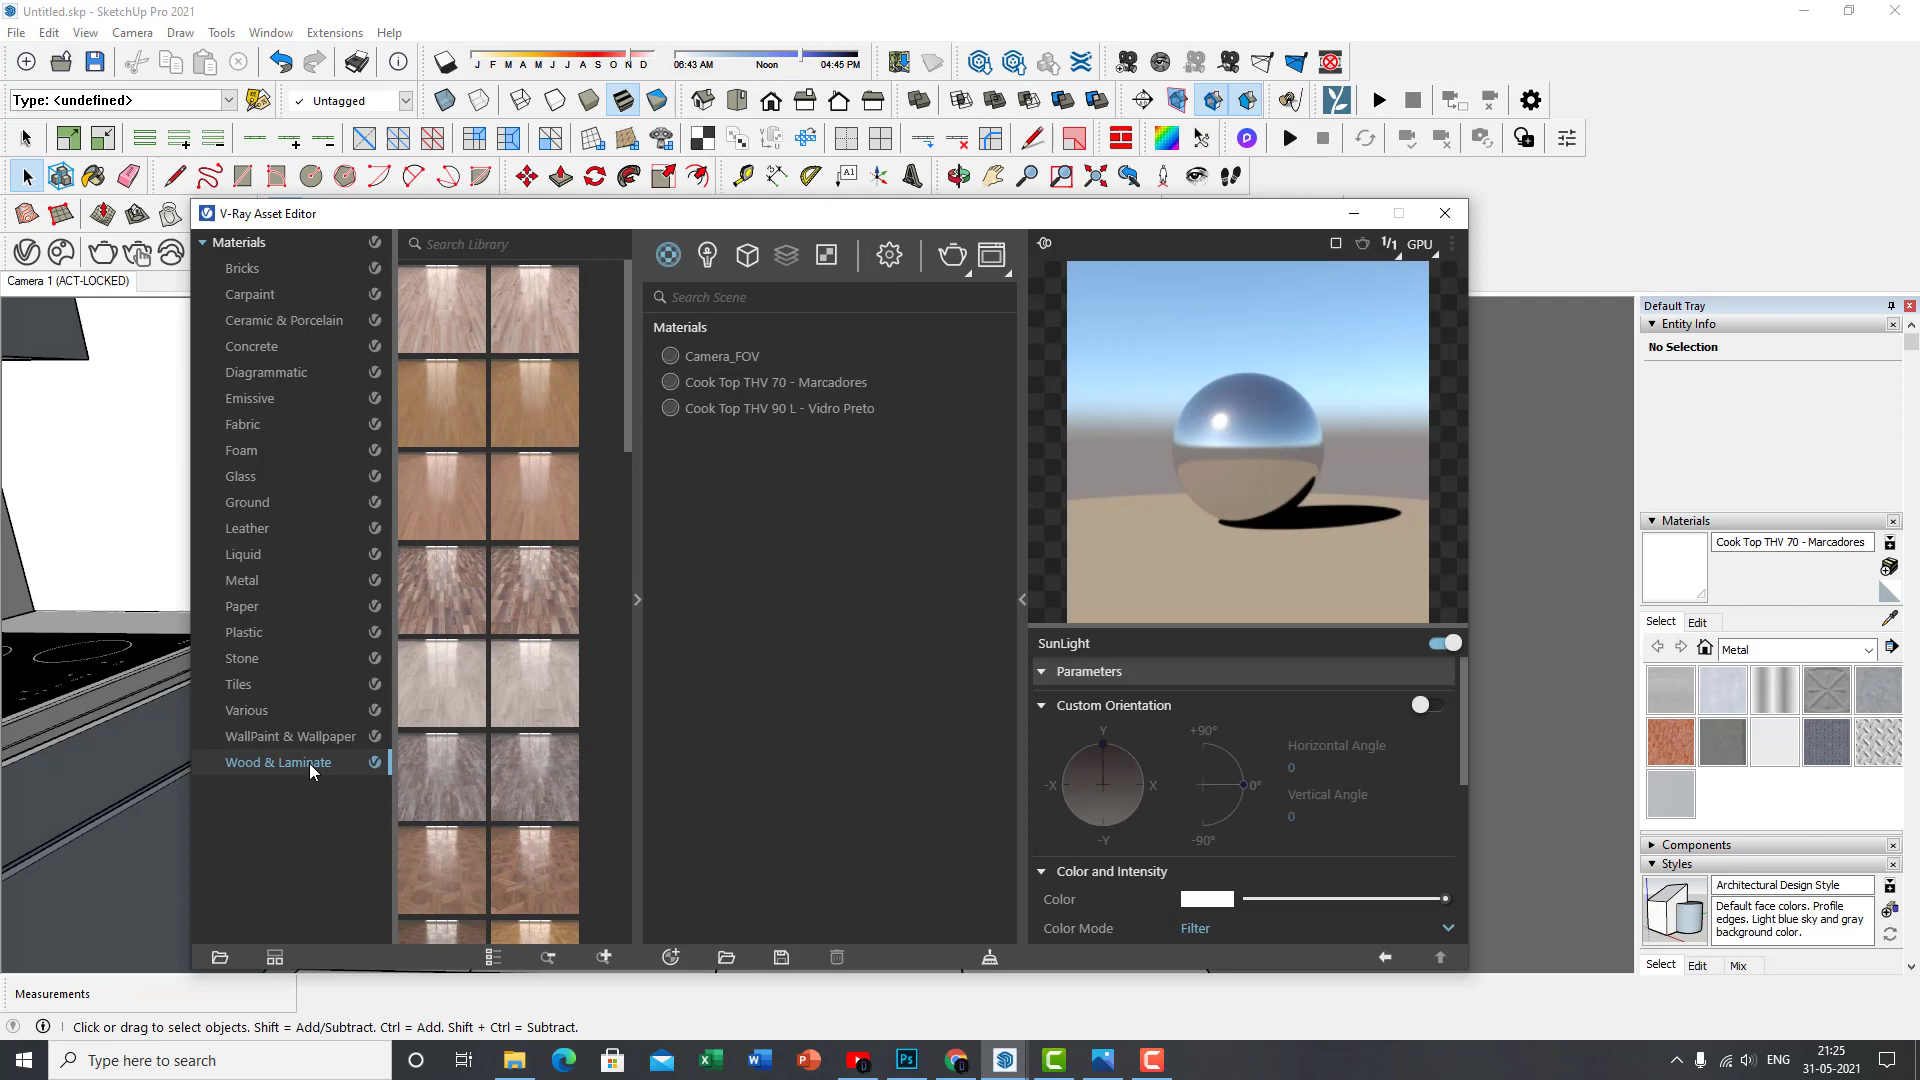 Untitled.skp - SketchUp Pro 2021
File Edit View Camera Draw Tools Window Extensions Help
J F M A M J J A S O N D
06:43 AM Noon 04:45 PM
Type: <undefined>
✓ Untagged
A1
Camera 1 (ACT-LOCKED)
V-Ray Asset Editor
Materials
Bricks
Carpaint
Ceramic & Porcelain
Concrete
Diagrammatic
Emissive
Fabric
Foam
Glass
Ground
Leather
Liquid
Metal
Paper
Plastic
Stone
Tiles
Various
WallPaint & Wallpaper
Wood & Laminate
Search Library
Search Scene
Materials
Camera_FOV
Cook Top THV 70 - Marcadores
Cook Top THV 90 L - Vidro Preto
1/1 GPU
SunLight
Parameters
Custom Orientation
Y
-X X
-Y
+90°
0°
-90°
Horizontal Angle
0
Vertical Angle
0
Color and Intensity
Color
Color Mode Filter
Default Tray
Entity Info
No Selection
Materials
Cook Top THV 70 - Marcadores
Select Edit
Metal
Components
Styles
Architectural Design Style
Default face colors. Profile
edges. Light blue sky and gray
background color.
Select Edit Mix
Measurements
Click or drag to select objects. Shift = Add/Subtract. Ctrl = Add. Shift + Ctrl = Subtract.
Type here to search
Ps
ENG
21:25
31-05-2021